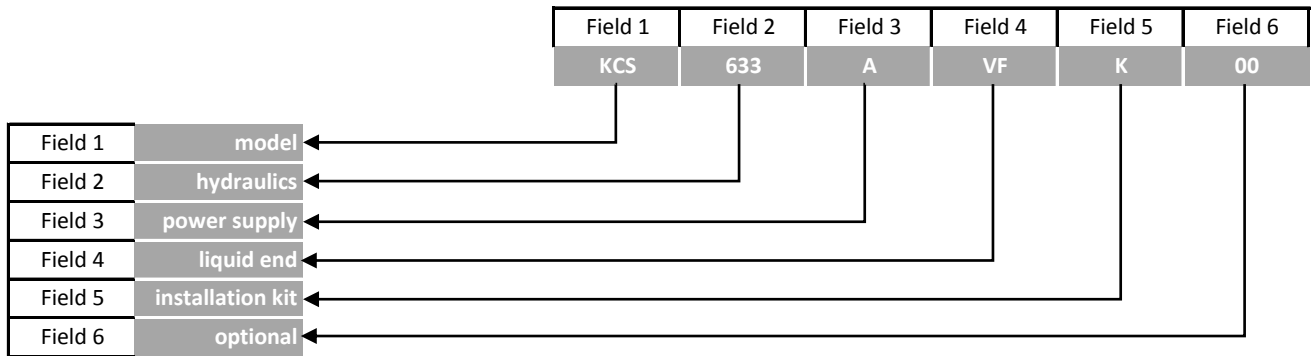 Field 1 Field 2 Field 3 Field 4 Field 5 Field 6
KCS 633 A VF K 00
Field 1 model
Field 2 hydraulics
Field 3 power supply
Field 4 liquid end
Field 5 installation kit
Field 6 optional